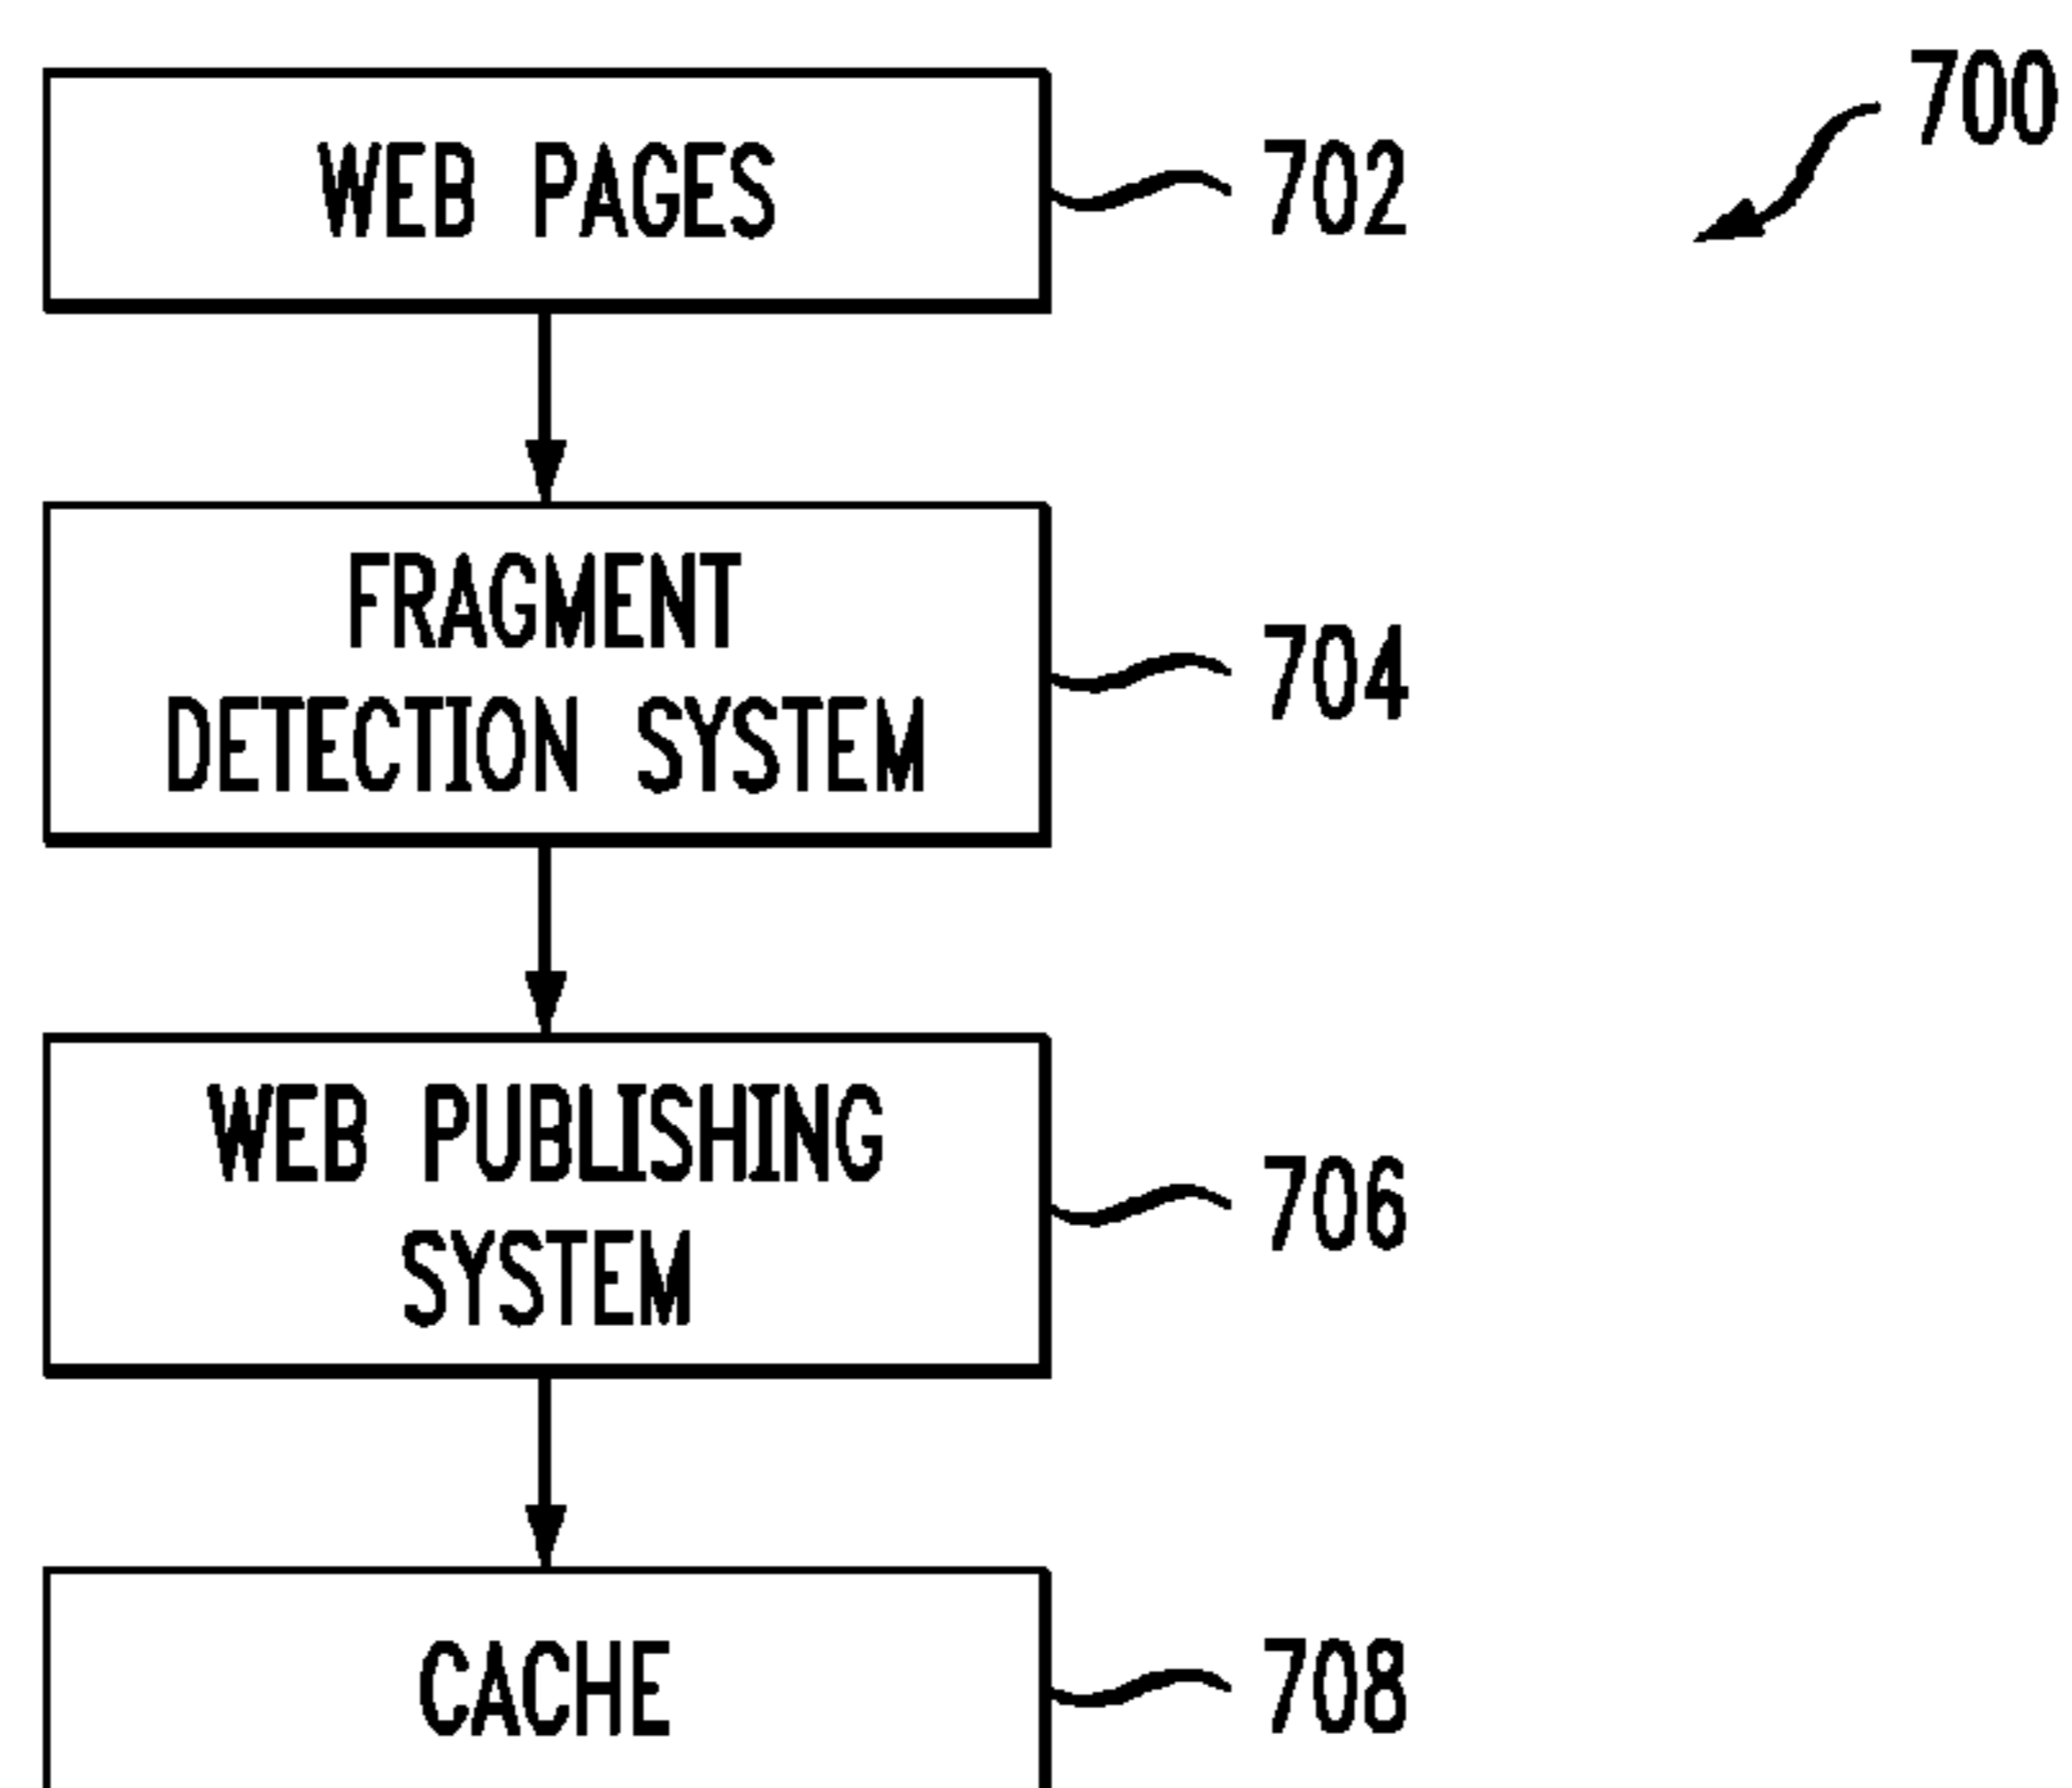 700
WEB PAGES
702
FRAGMENT
DETECTION SYSTEM
704
WEB PUBLISHING
SYSTEM
706
CACHE
708